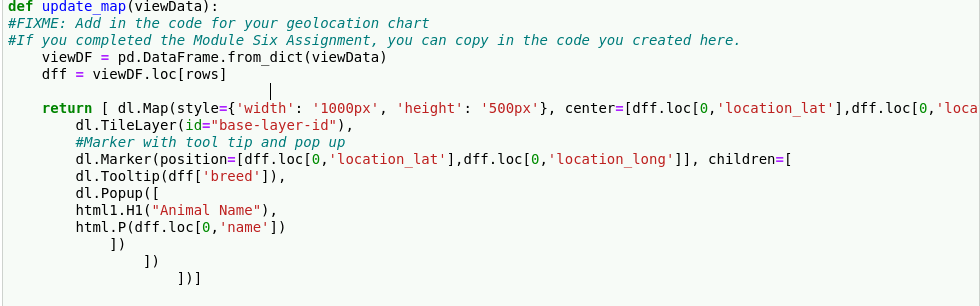 def update_map(viewData):
#FIXME: Add in the code for your geolocation chart
#If you completed the Module Six Assignment, you can copy in the code you created here.
    viewDF = pd.DataFrame.from_dict(viewData)
    dff = viewDF.loc[rows]
    return [ dl.Map(style={'width': '1000px', 'height': '500px'}, center=[dff.loc[0,'location_lat'],dff.loc[0,'loca
        dl.TileLayer(id="base-layer-id"),
        #Marker with tool tip and pop up
        dl.Marker(position=[dff.loc[0,'location_lat'],dff.loc[0,'location_long']], children=[
        dl.Tooltip(dff['breed']),
        dl.Popup([
        html1.H1("Animal Name"),
        html.P(dff.loc[0,'name'])
            ])
                ])
                    ])]